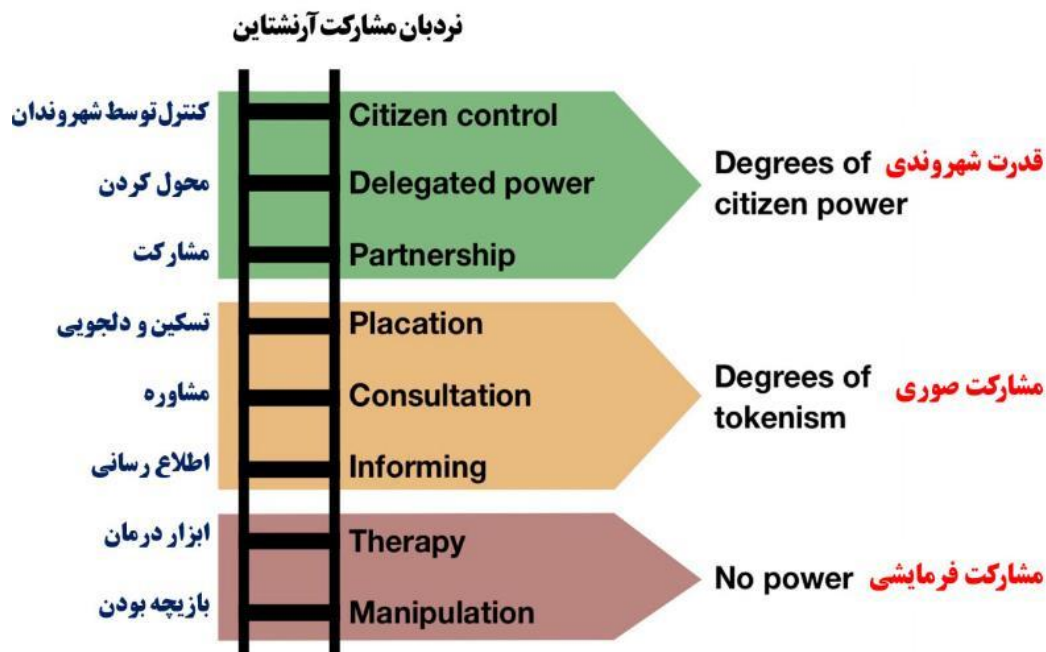 نردبان مشارکت آرنشتاین
کنترل توسط شهروندان
Citizen control
محول کردن
Delegated power
مشارکت
Partnership
Degrees of
citizen power
قدرت شهروندی
تسکین و دلجویی
Placation
مشاوره
Consultation
اطلاع رسانی
Informing
Degrees of
tokenism
مشارکت صوری
ابزار درمان
Therapy
بازیچه بودن
Manipulation
No power
مشارکت فرمایشی